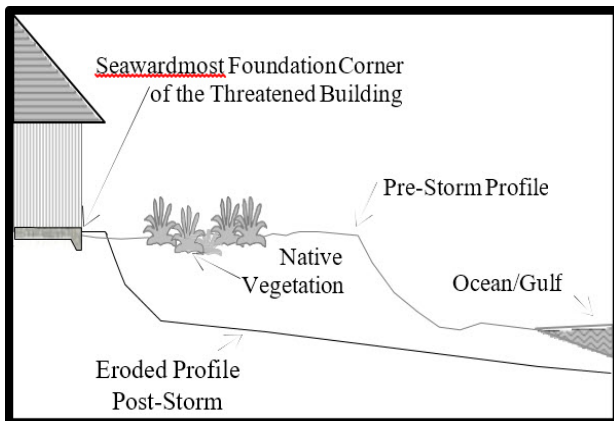 Seawardmost Foundation Corner
of the Threatened Building
Pre-Storm Profile
Native
Vegetation
Ocean/Gulf
Eroded Profile
Post-Storm